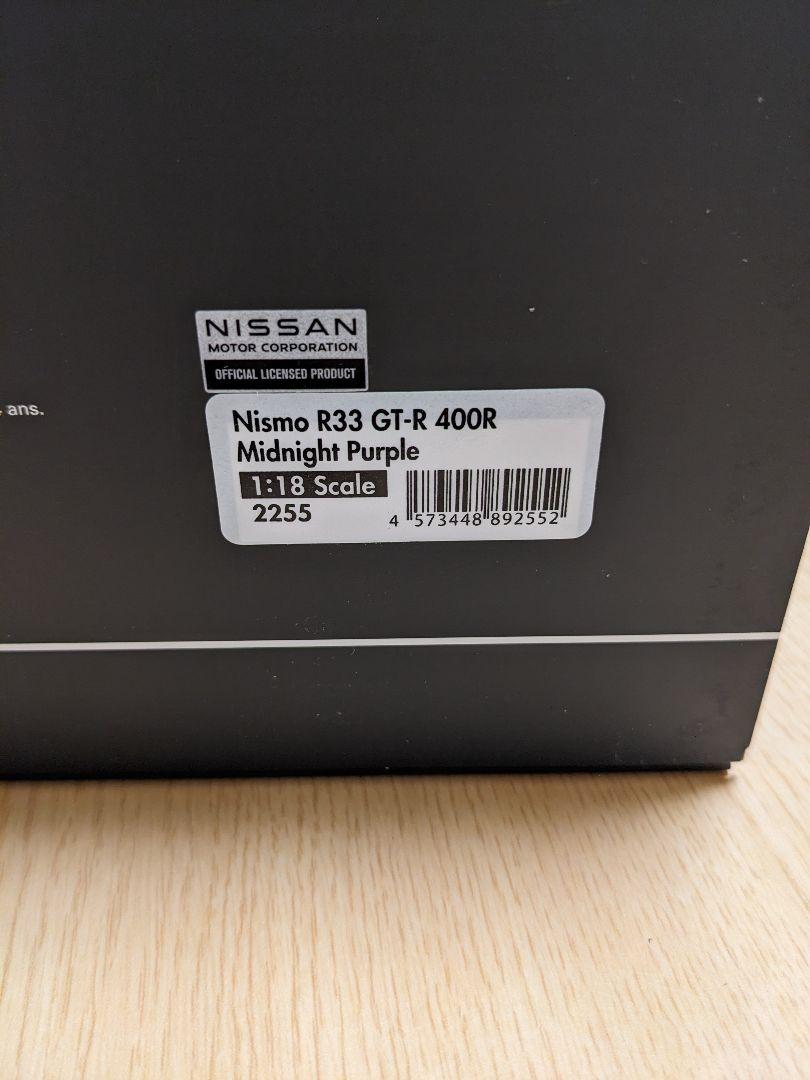 NISSAN
MOTOR CORPORATION
OFFICIAL LICENSED PRODUCT
ans.
Nismo R33 GT-R 400R
Midnight Purple
1:18 Scale
2255
4 573448 892552